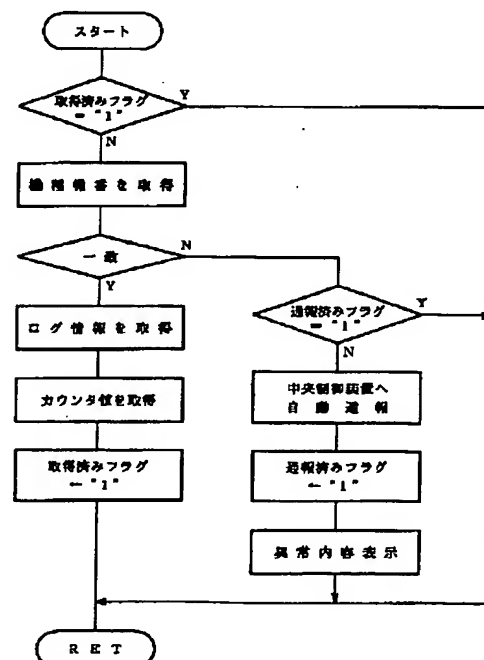 スタート
取得済みフラグ
= "1"
Y
N
機種機番を取得
一致
N
Y
ログ情報を取得
通報済みフラグ
= "1"
Y
N
カウンタ値を取得
中央制御装置へ
自動通報
取得済みフラグ
← "1"
通報済みフラグ
← "1"
異常内容表示
RET